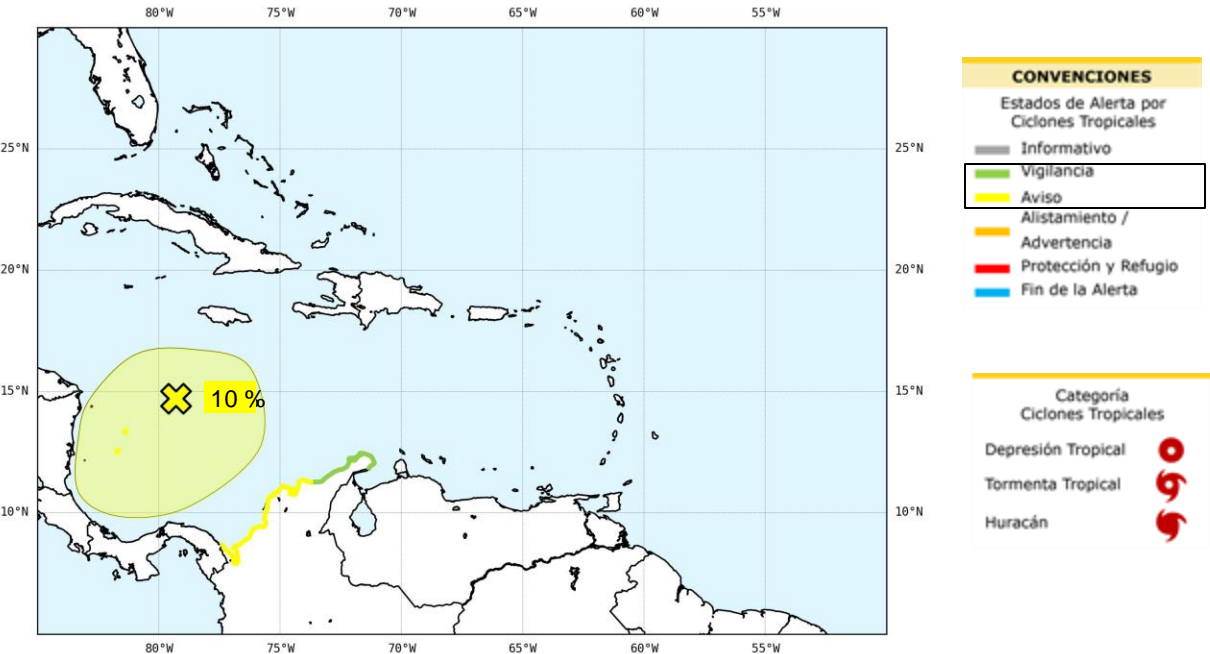 80°W 75°W 70°W 65°W 60°W 55°W
25°N 25°N
20°N 20°N
15°N 15°N
10°N 10°N
10 %
80°W 75°W 70°W 65°W 60°W 55°W
CONVENCIONES
Estados de Alerta por
Ciclones Tropicales
Informativo
Vigilancia
Aviso
Alistamiento /
Advertencia
Protección y Refugio
Fin de la Alerta
Categoría
Ciclones Tropicales
Depresión Tropical
Tormenta Tropical
Huracán